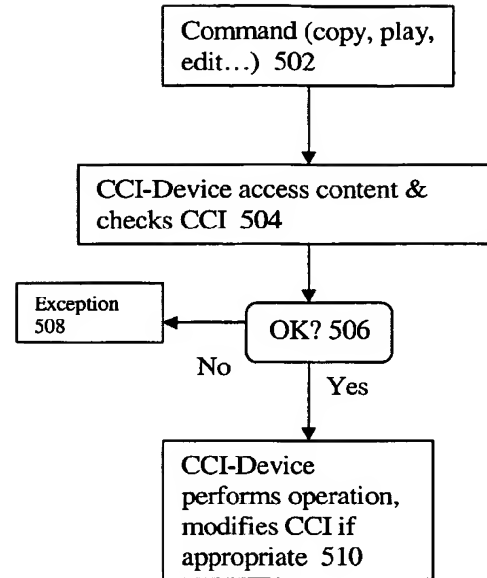 Command (copy, play,
edit...) 502
CCI-Device access content &
checks CCI 504
Exception
508
OK? 506
No
Yes
CCI-Device
performs operation,
modifies CCI if
appropriate 510